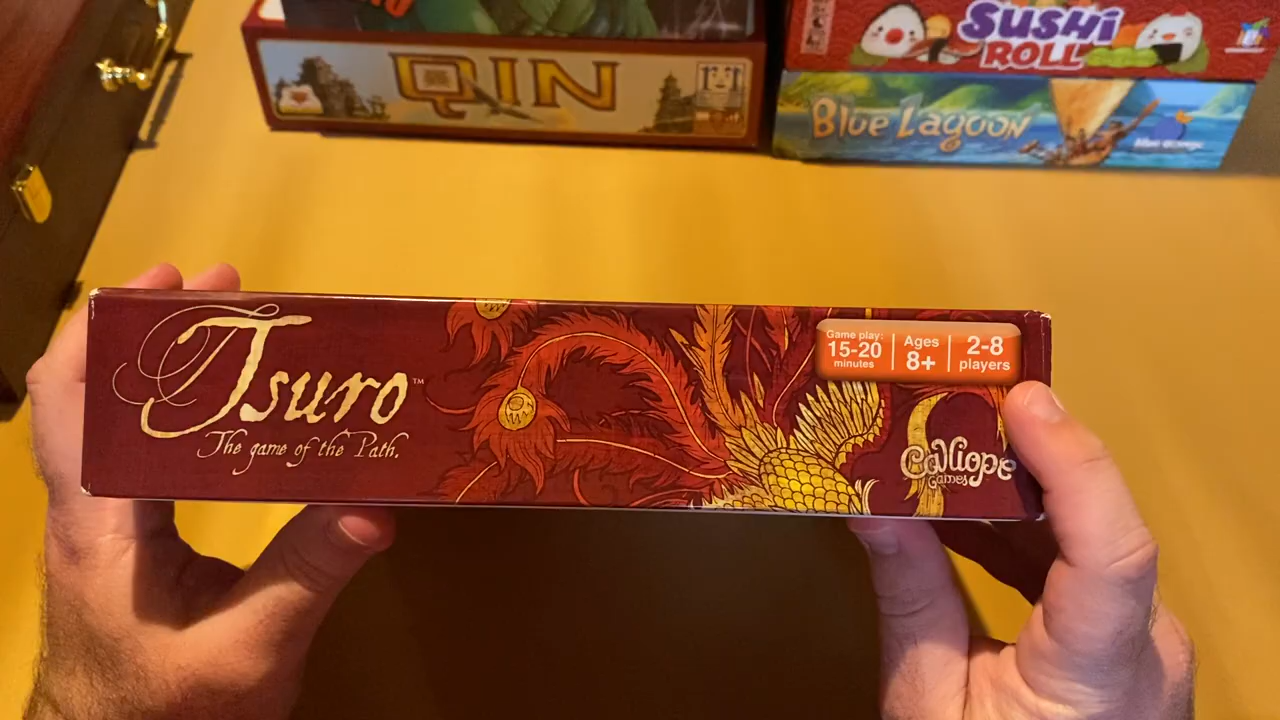 QIN
SUSHI
ROLL
BLUE LAGOON
Tsuro™
The game of the Path.
Game play:
15-20
minutes
Ages
8+
2-8
players
Calliope
Games